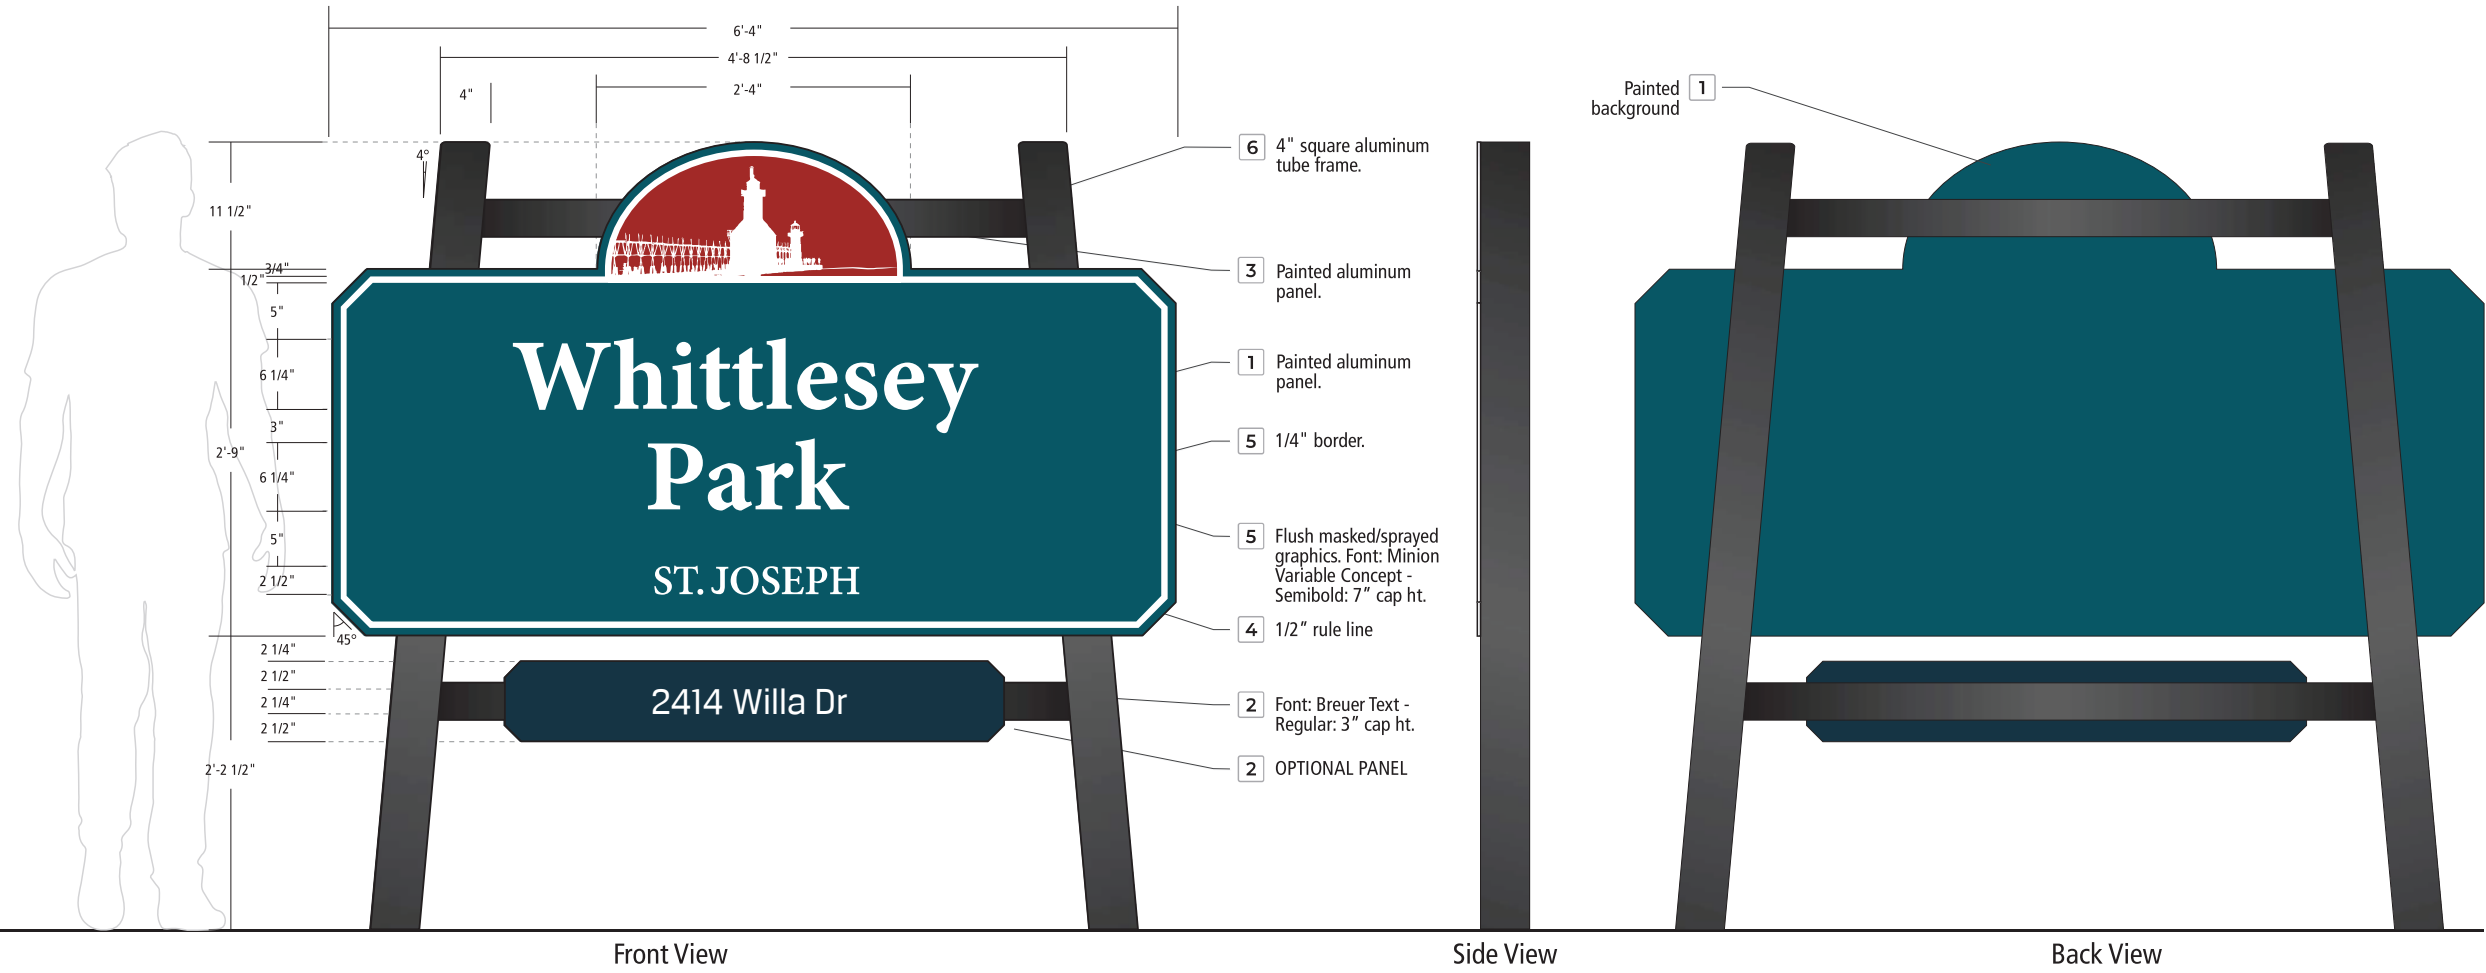 6'-4"
4'-8 1/2"
2'-4"
4"
4°
11 1/2"
3/4"
1/2"
5"
6 1/4"
3"
2'-9"
6 1/4"
5"
2 1/2"
45°
2 1/4"
2 1/2"
2 1/4"
2 1/2"
2'-2 1/2"
Whittlesey
Park
ST. JOSEPH
2414 Willa Dr
6 4" square aluminum
tube frame.
3 Painted aluminum
panel.
1 Painted aluminum
panel.
5 1/4" border.
5 Flush masked/sprayed
graphics. Font: Minion
Variable Concept -
Semibold: 7” cap ht.
4 1/2” rule line
2 Font: Breuer Text -
Regular: 3” cap ht.
2 OPTIONAL PANEL
Painted 1
background
Front View
Side View
Back View